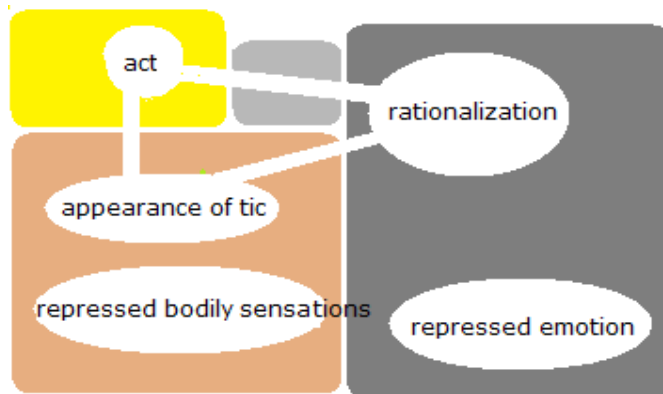 act
rationalization
appearance of tic
repressed bodily sensations
repressed emotion